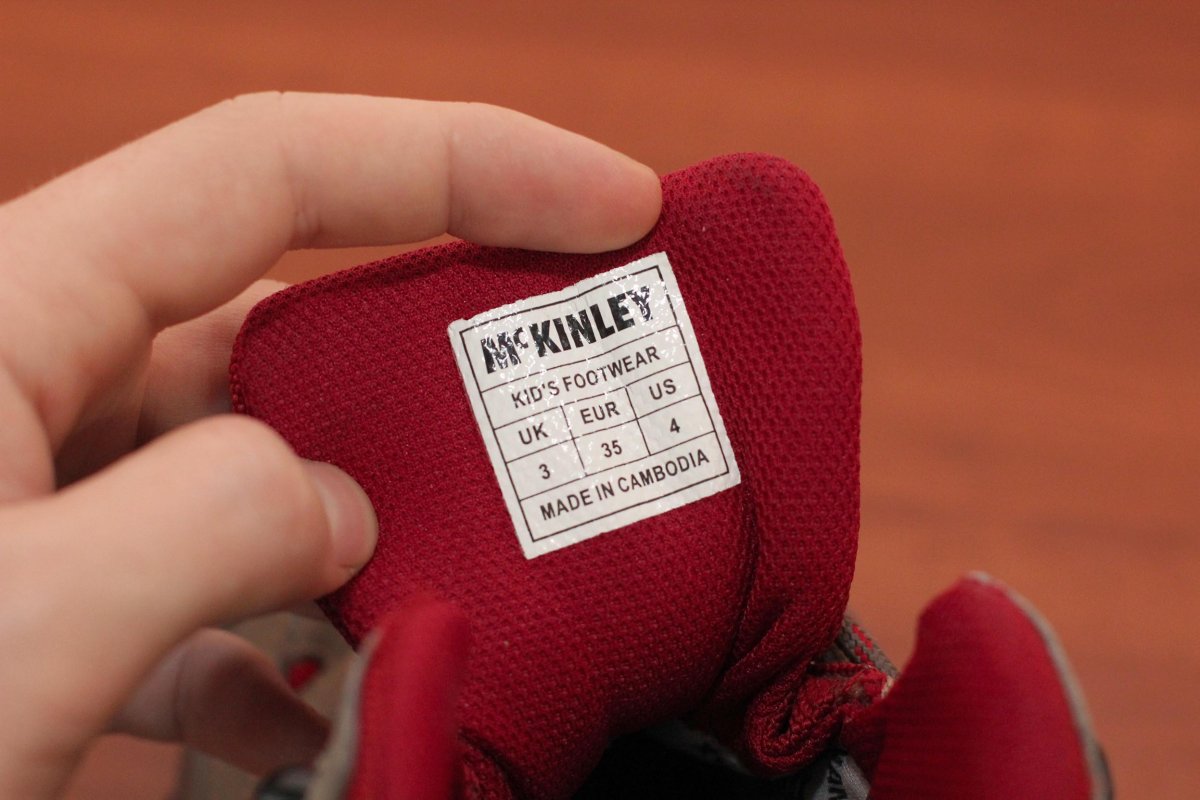 McKINLEY
KID'S FOOTWEAR
UK EUR US
3 35 4
MADE IN CAMBODIA